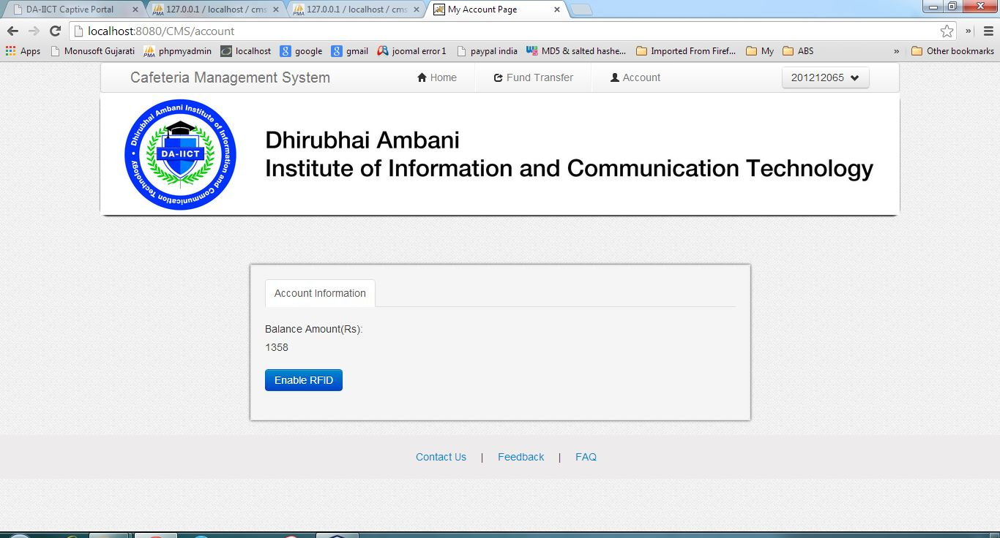 DA-IICT Captive Portal
127.0.0.1 / localhost / cms
127.0.0.1 / localhost / cms
My Account Page
localhost:8080/CMS/account
Apps Monusoft Gujarati phpmyadmin localhost google gmail joomal error1 paypal india MD5 & salted hashe... Imported From Firef... My ABS » Other bookmarks
Cafeteria Management System Home Fund Transfer Account 201212065
Dhirubhai Ambani Institute of Information and Communication Technology
DA-IICT
Dhirubhai Ambani
Institute of Information and Communication Technology
Account Information
Balance Amount(Rs):
1358
Enable RFID
Contact Us | Feedback | FAQ